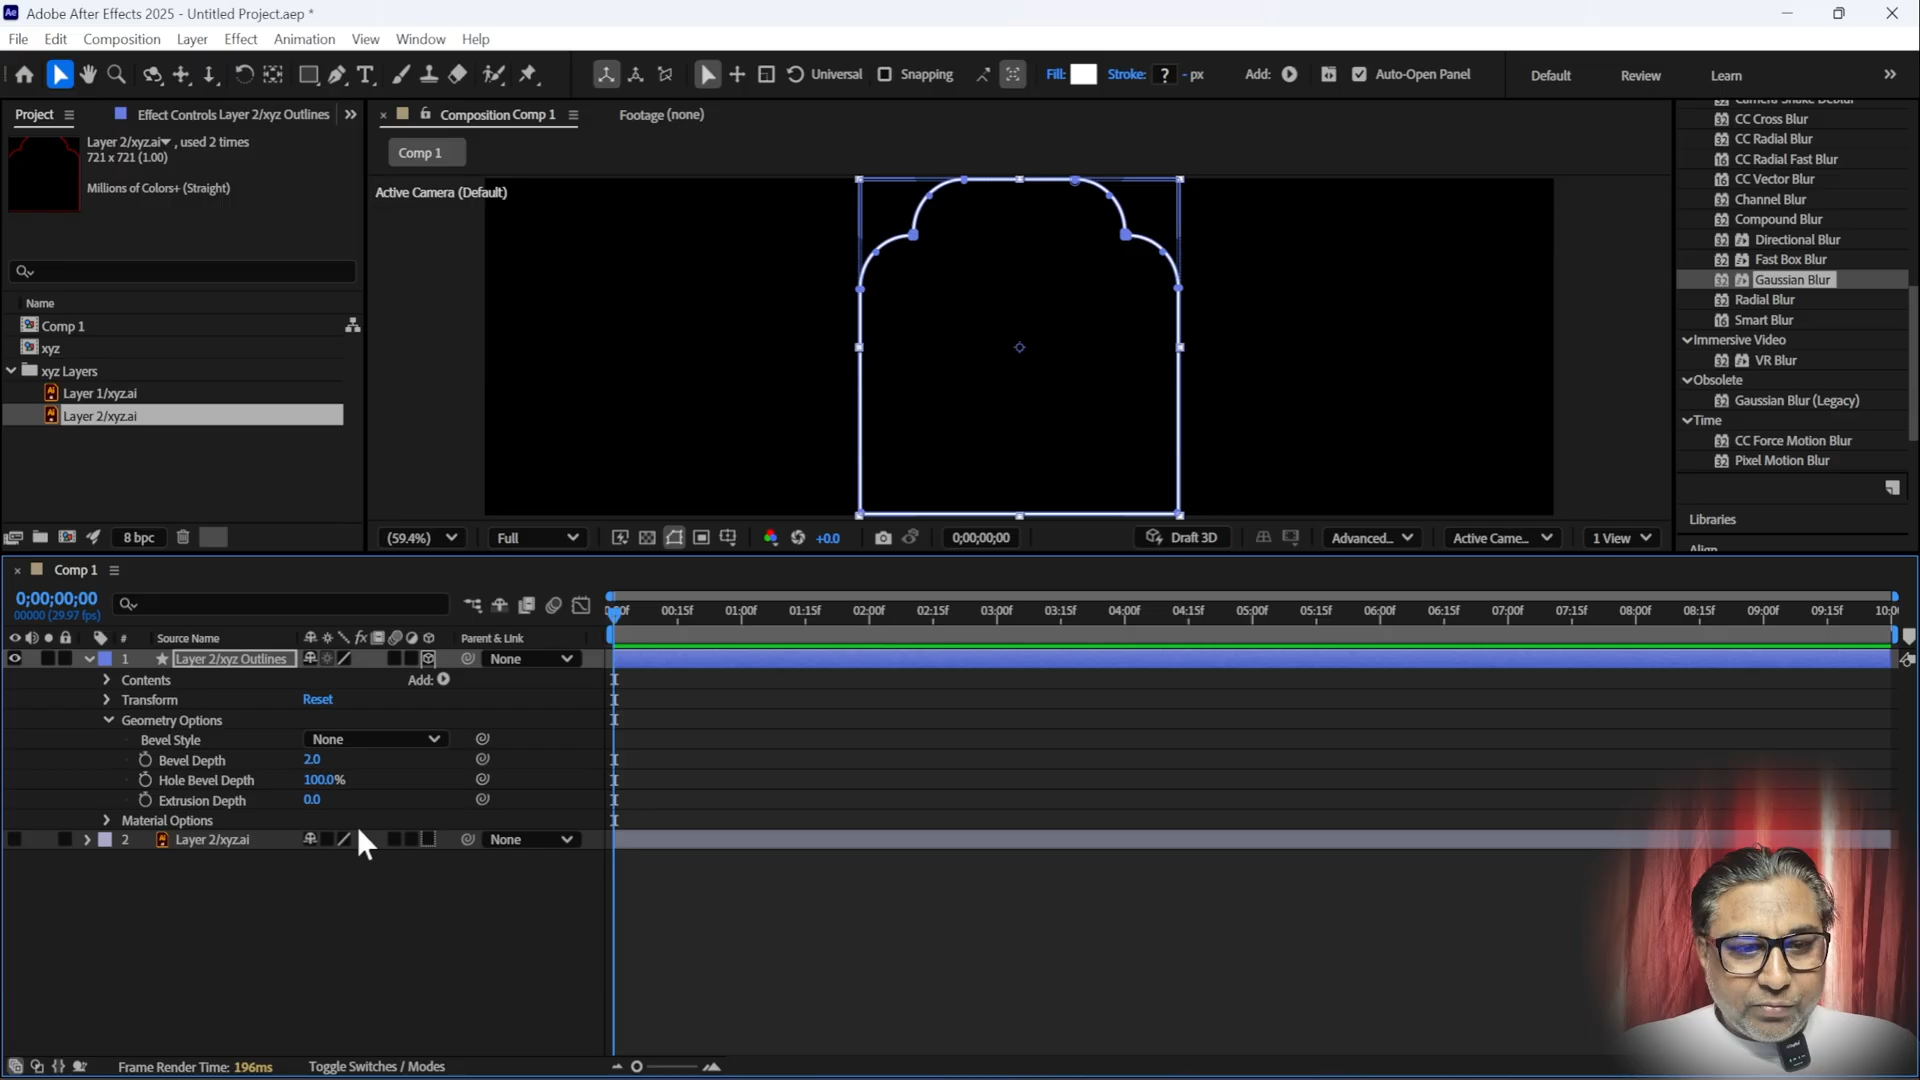 Adobe After Effects 2025 - Untitled Project.aep *
File Edit Composition Layer Effect Animation View Window Help
Universal Snapping Fill: Stroke: ? - px Add: Auto-Open Panel Default Review Learn
Project Effect Controls Layer 2/xyz Outlines
Layer 2/xyz.ai , used 2 times
721 x 721 (1.00)
Millions of Colors+ (Straight)
Name
Comp 1
xyz
xyz Layers
Layer 1/xyz.ai
Layer 2/xyz.ai
8 bpc
Composition Comp 1 Footage (none)
Comp 1
Active Camera (Default)
(59.4%) Full +0.0 0;00;00;00 Draft 3D Advanced... Active Came... 1 View
CC Cross Blur
CC Radial Blur
CC Radial Fast Blur
CC Vector Blur
Channel Blur
Compound Blur
Directional Blur
Fast Box Blur
Gaussian Blur
Radial Blur
Smart Blur
Immersive Video
VR Blur
Obsolete
Gaussian Blur (Legacy)
Time
CC Force Motion Blur
Pixel Motion Blur
Libraries
Align
Comp 1
0;00;00;00
00000 (29.97 fps)
00:15f 01:00f 01:15f 02:00f 02:15f 03:00f 03:15f 04:00f 04:15f 05:00f 05:15f 06:00f 06:15f 07:00f 07:15f 08:00f 08:15f 09:00f 09:15f
# Source Name Parent & Link
1 Layer 2/xyz Outlines None
Contents Add:
Transform Reset
Geometry Options
Bevel Style None
Bevel Depth 2.0
Hole Bevel Depth 100.0%
Extrusion Depth 0.0
Material Options
2 Layer 2/xyz.ai None
Frame Render Time: 196ms Toggle Switches / Modes